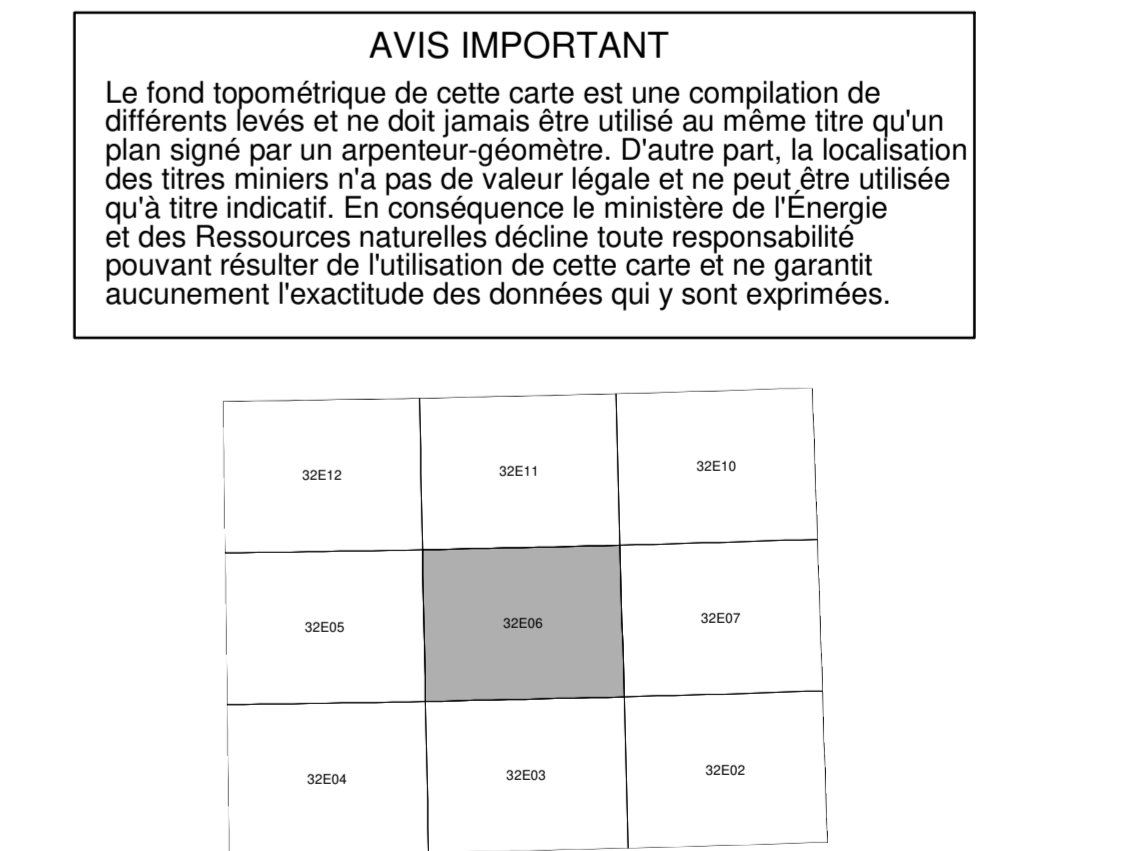 AVIS IMPORTANT
Le fond topométrique de cette carte est une compilation de
différents levés et ne doit jamais être utilisé au même titre qu'un
plan signé par un arpenteur-géomètre. D'autre part, la localisation
des titres miniers n'a pas de valeur légale et ne peut être utilisée
qu'à titre indicatif. En conséquence le ministère de l'Énergie
et des Ressources naturelles décline toute responsabilité
pouvant résulter de l'utilisation de cette carte et ne garantit
aucunement l'exactitude des données qui y sont exprimées.
32E12 32E11 32E10
32E05 32E06 32E07
32E04 32E03 32E02